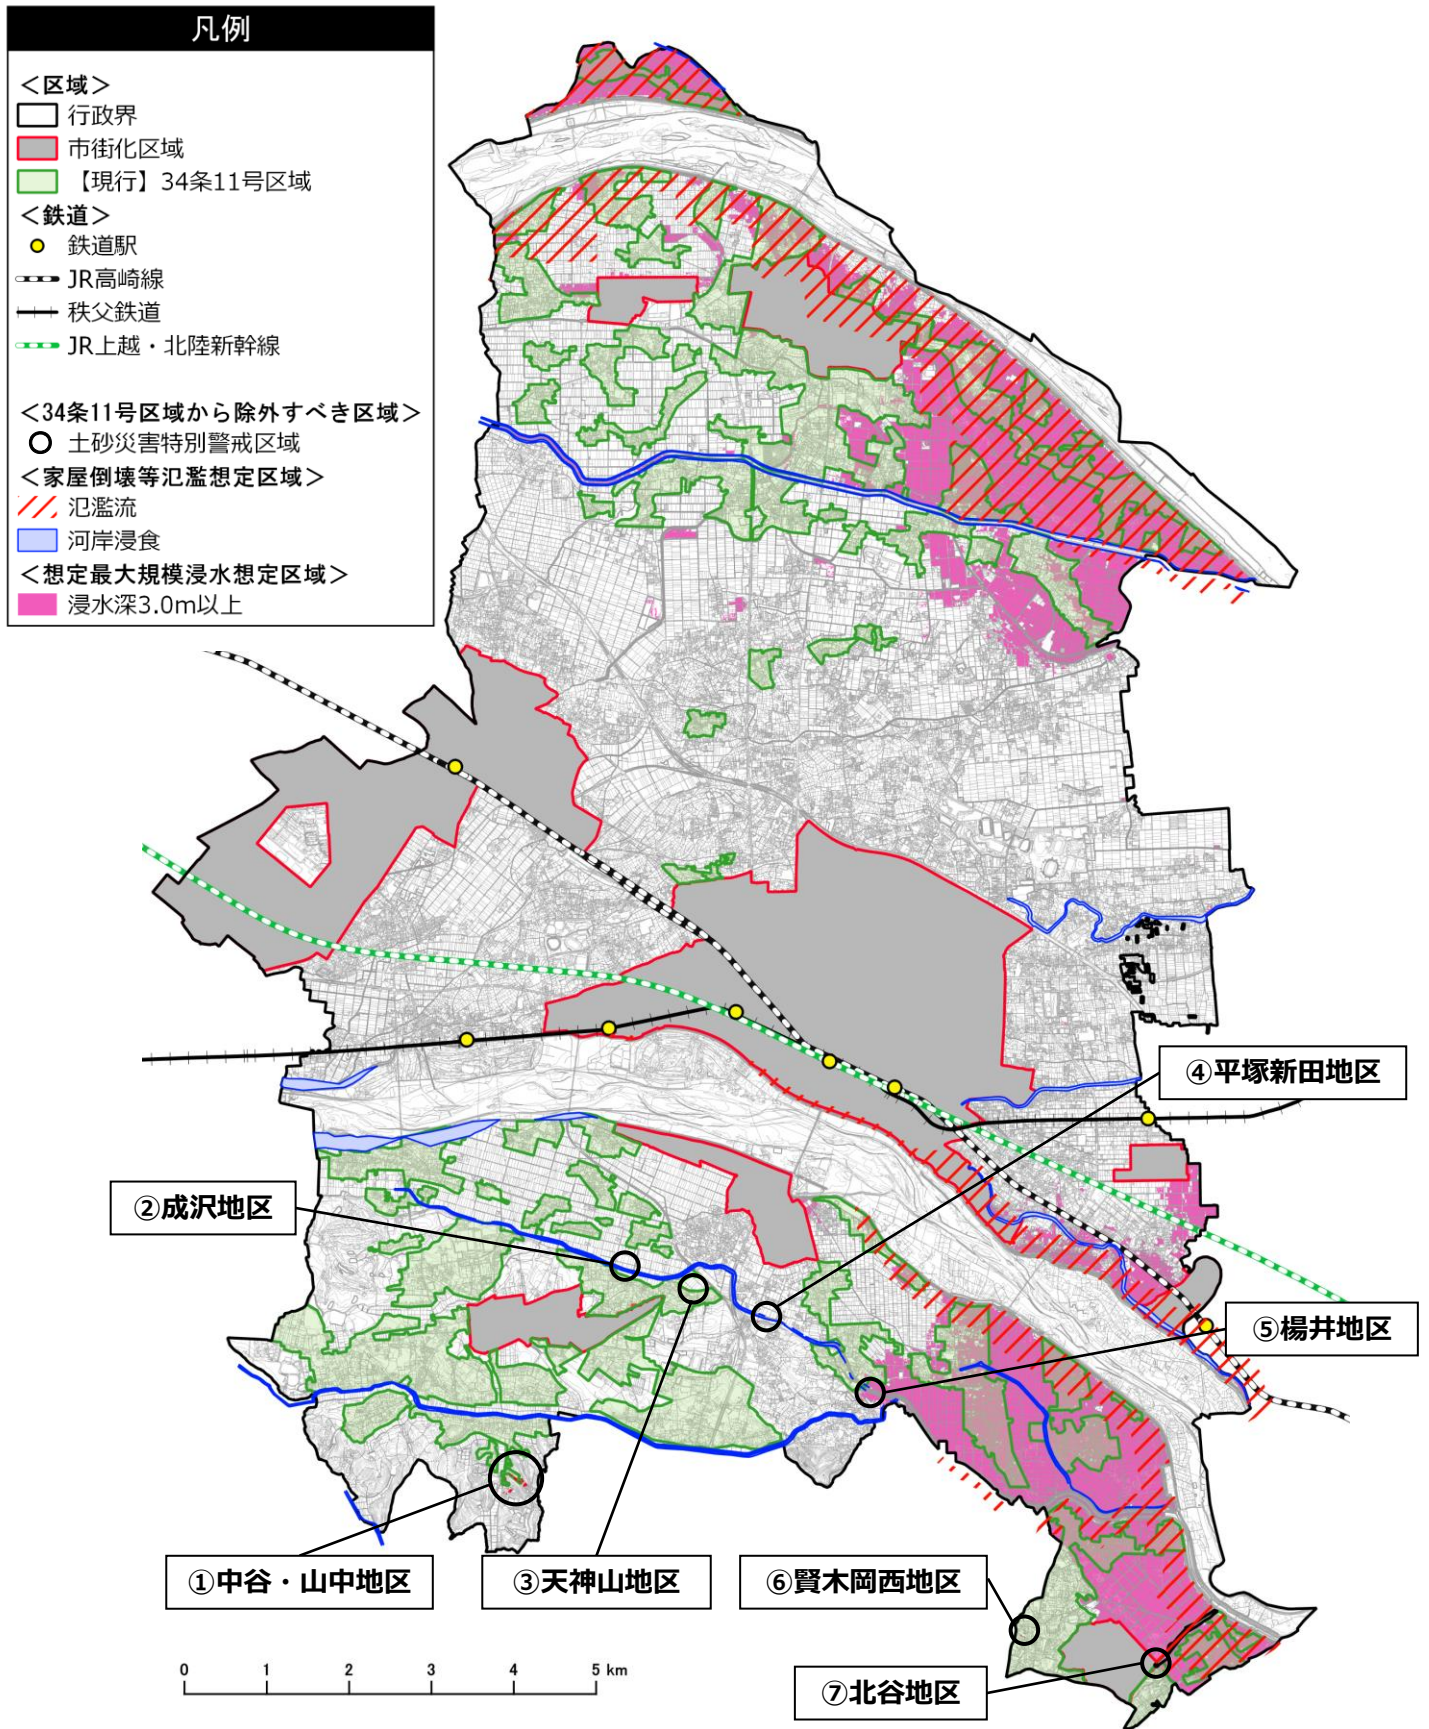 凡例
＜区域＞
行政界
市街化区域
【現行】34条11号区域
＜鉄道＞
鉄道駅
JR高崎線
秩父鉄道
JR上越・北陸新幹線
＜34条11号区域から除外すべき区域＞
土砂災害特別警戒区域
＜家屋倒壊等氾濫想定区域＞
氾濫流
河岸浸食
＜想定最大規模浸水想定区域＞
浸水深3.0m以上
④平塚新田地区
②成沢地区
⑤楊井地区
①中谷・山中地区
③天神山地区
⑥賢木岡西地区
⑦北谷地区
0 1 2 3 4 5 km